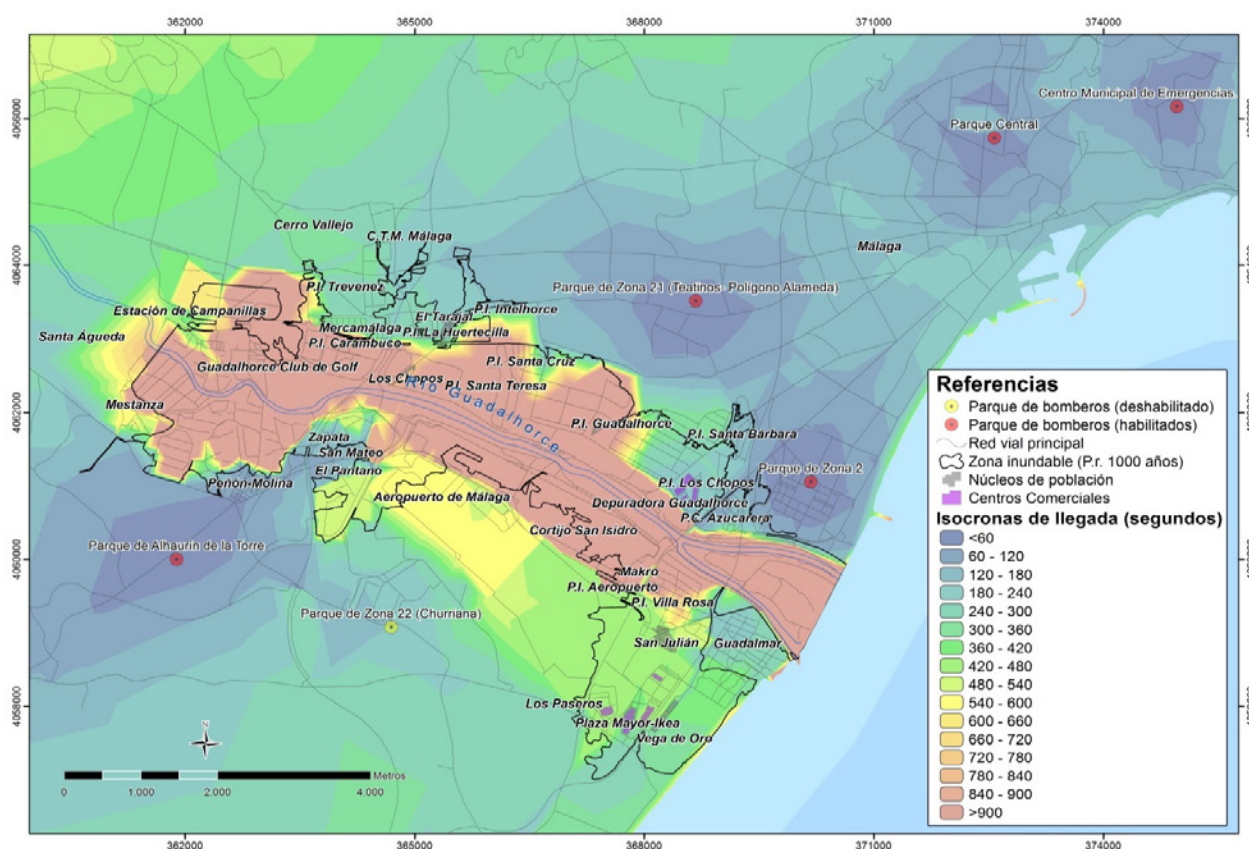 362000 365000 368000 371000 374000
4066000
Centro Municipal de Emergencias
Parque Central
Cerro Vallejo
C.T.M. Málaga
Málaga
4064000
P.I. Trevenez
Parque de Zona 21 (Teatinos- Polígono Alameda)
Estación de Campanillas
P.I. Intelhorce
El Tarajal
Santa Águeda
Mercamálaga
P.I. La Huertecilla
P.I. Carambuco
P.I. Santa Cruz
Guadalhorce Club de Golf
Los Chopos
P.I. Santa Teresa
Río Guadalhorce
Mestanza
4062000
P.I. Guadalhorce
P.I. Santa Bárbara
Zapata
San Mateo
El Pantano
Parque de Zona 2
Peñón-Molina
P.I. Los Chopos
Aeropuerto de Málaga
Depuradora Guadalhorce
P.C. Azucarera
Cortijo San Isidro
Parque de Alhaurín de la Torre
4060000
Makro
P.I. Aeropuerto
P.I. Villa Rosa
Parque de Zona 22 (Churriana)
San Julián
Guadalmar
Los Paseros
4058000
Plaza Mayor-Ikea
Vega de Oro
Metros
0 1.000 2.000 4.000
Referencias
Parque de bomberos (deshabilitado)
Parque de bomberos (habilitados)
Red vial principal
Zona inundable (P.r. 1000 años)
Núcleos de población
Centros Comerciales
Isocronas de llegada (segundos)
<60
60 - 120
120 - 180
180 - 240
240 - 300
300 - 360
360 - 420
420 - 480
480 - 540
540 - 600
600 - 660
660 - 720
720 - 780
780 - 840
840 - 900
>900
362000 365000 368000 371000 374000